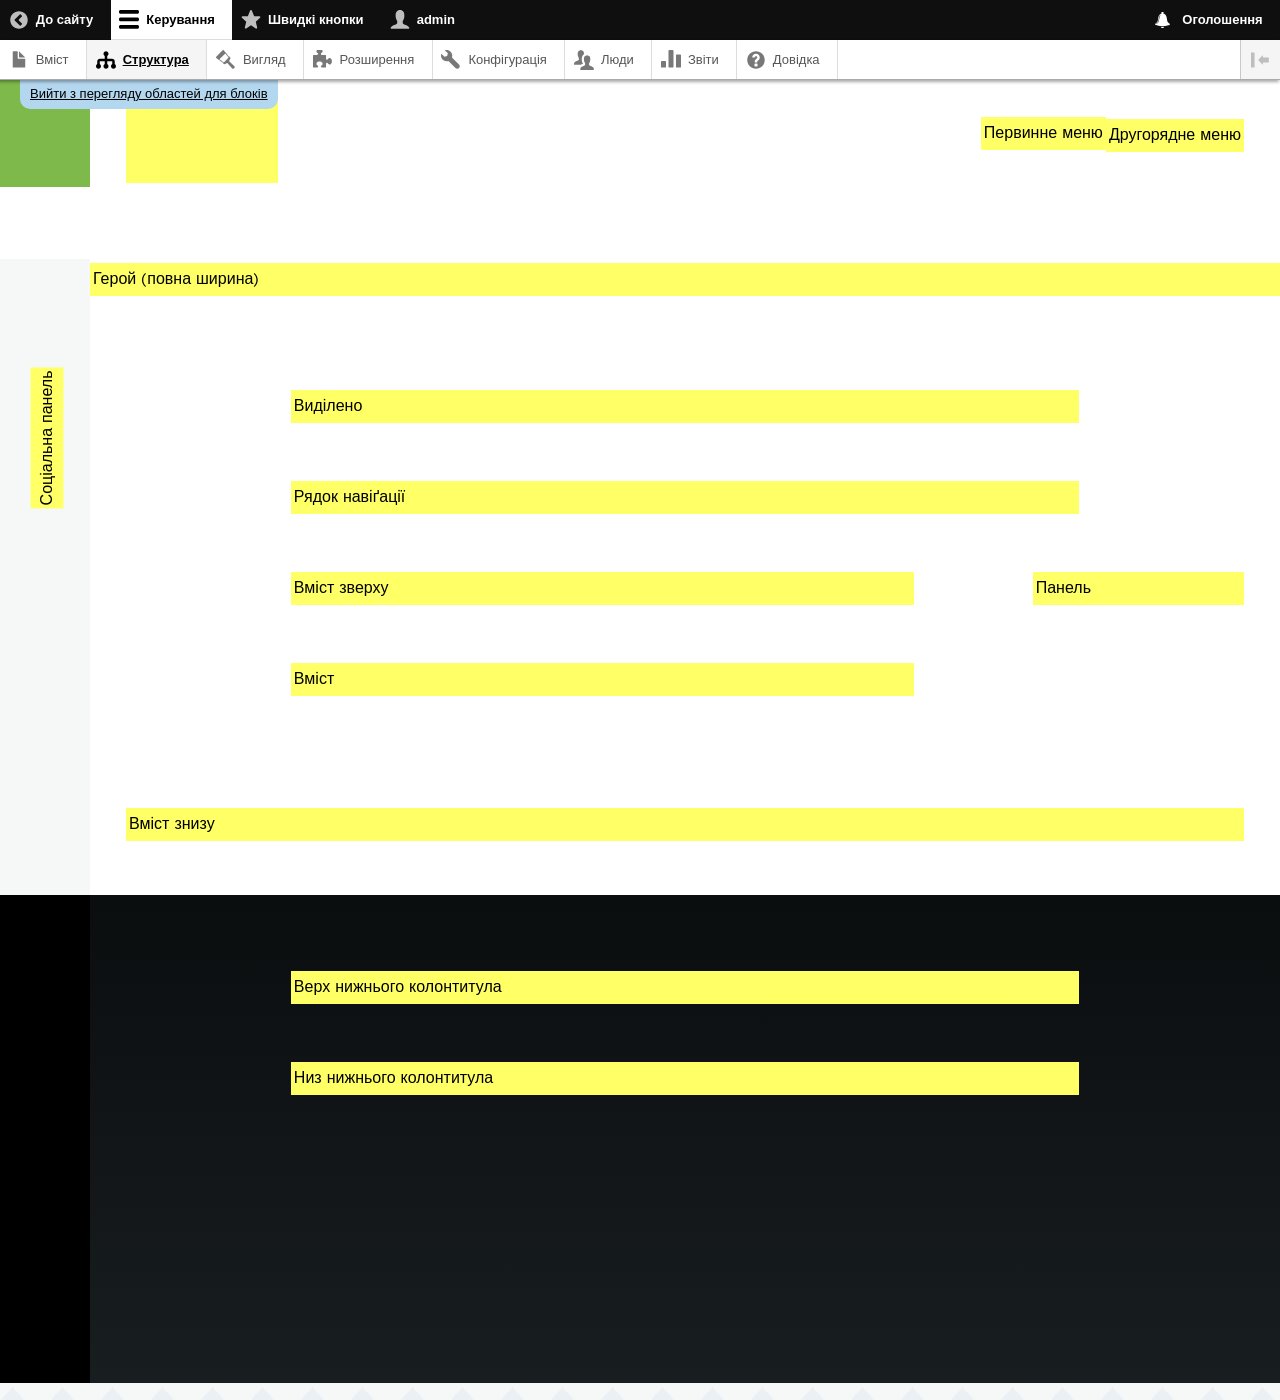 До сайту
Керування
Швидкі кнопки
admin
Оголошення
Вміст
Структура
Вигляд
Розширення
Конфігурація
Люди
Звіти
Довідка
Вийти з перегляду областей для блоків
Первинне меню
Другорядне меню
Герой (повна ширина)
Соціальна панель
Виділено
Рядок навіґації
Вміст зверху
Панель
Вміст
Вміст знизу
Верх нижнього колонтитула
Низ нижнього колонтитула